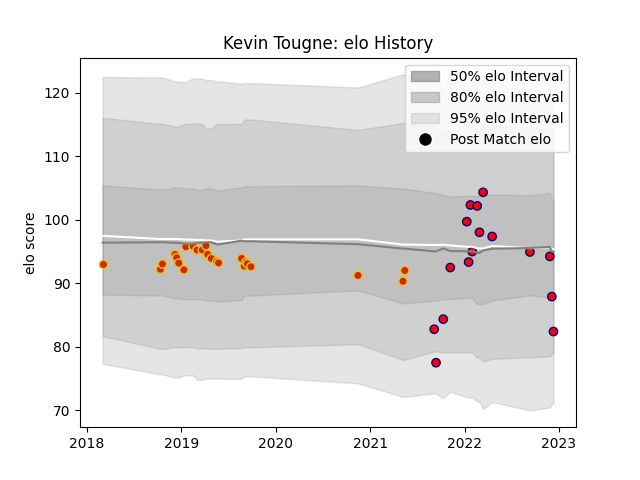 Kevin Tougne: elo History
50% elo Interval
80% elo Interval
95% elo Interval
Post Match elo
elo score
120
110
100
90
80
70
2018
2019
2020
2021
2022
2023